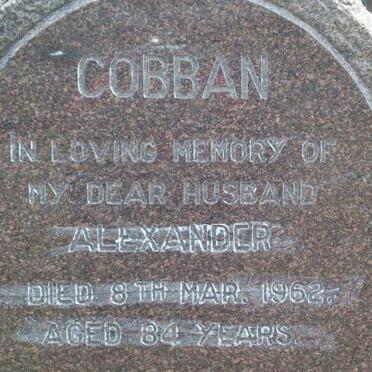 COBBAN
IN LOVING MEMORY OF
MY DEAR HUSBAND
ALEXANDER
DIED 8TH MAR. 1962.
AGED 84 YEARS.